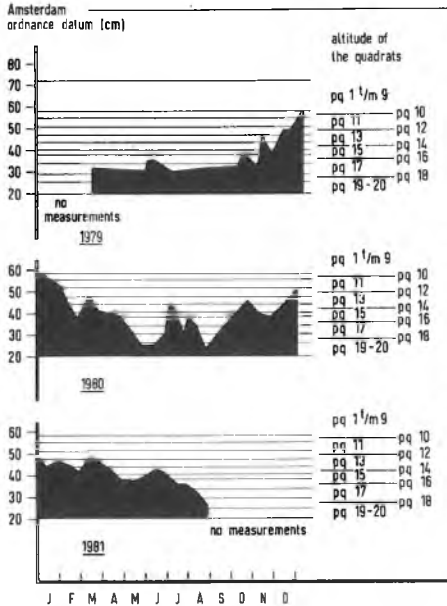 Amsterdam
ordnance datum (cm)
altitude of
the quadrats
80
70
60
50
40
30
20
pq 1 t/m 9
pq 10
pq 11
pq 12
pq 13
pq 14
pq 15
pq 16
pq 17
pq 18
pq 19-20
no
measurements
1979
60
50
40
30
20
pq 1 t/m 9
pq 10
pq 11
pq 12
pq 13
pq 14
pq 15
pq 16
pq 17
pq 18
pq 19-20
1980
60
50
40
30
20
pq 1 t/m 9
pq 10
pq 11
pq 12
pq 13
pq 14
pq 15
pq 16
pq 17
pq 18
pq 19-20
no measurements
1981
J F M A M J J A S O N D